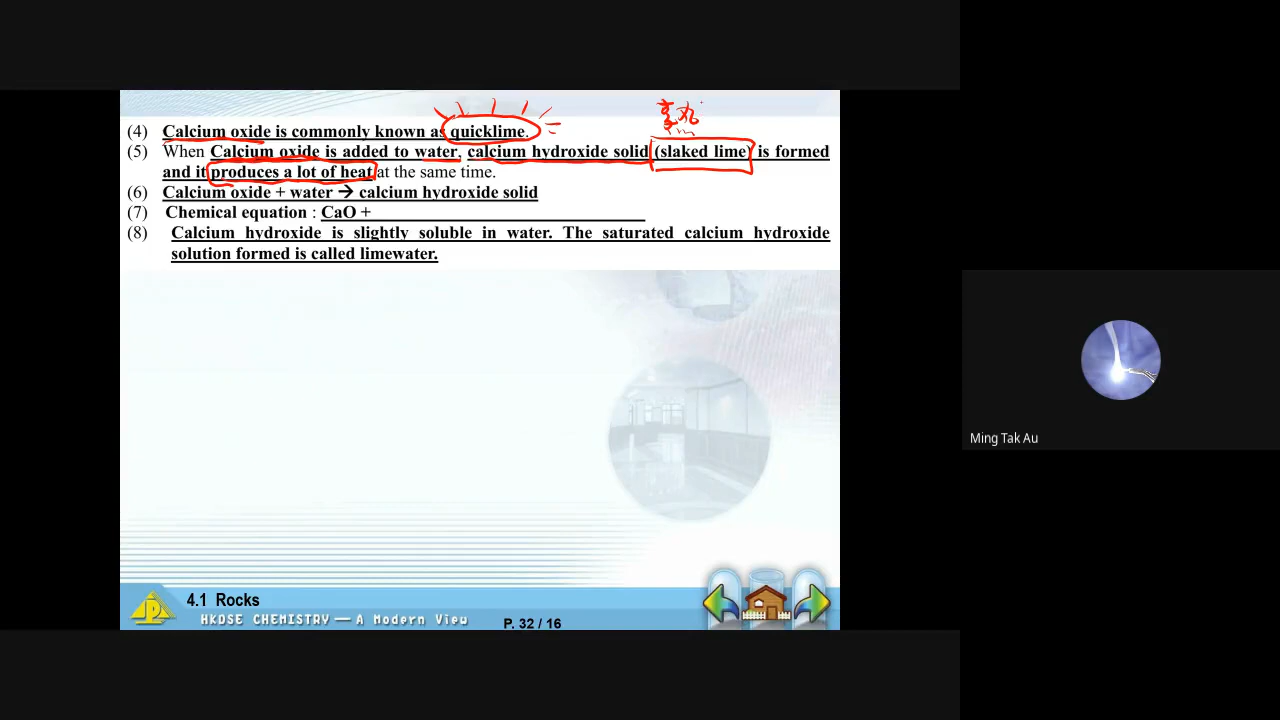 熟
(4) Calcium oxide is commonly known as quicklime.
(5) When Calcium oxide is added to water, calcium hydroxide solid (slaked lime) is formed
and it produces a lot of heat at the same time.
(6) Calcium oxide + water → calcium hydroxide solid
(7) Chemical equation : CaO + ______________________________
(8) Calcium hydroxide is slightly soluble in water. The saturated calcium hydroxide
solution formed is called limewater.
Ming Tak Au
4.1 Rocks
HKDSE CHEMISTRY — A Modern View
P. 32 / 16